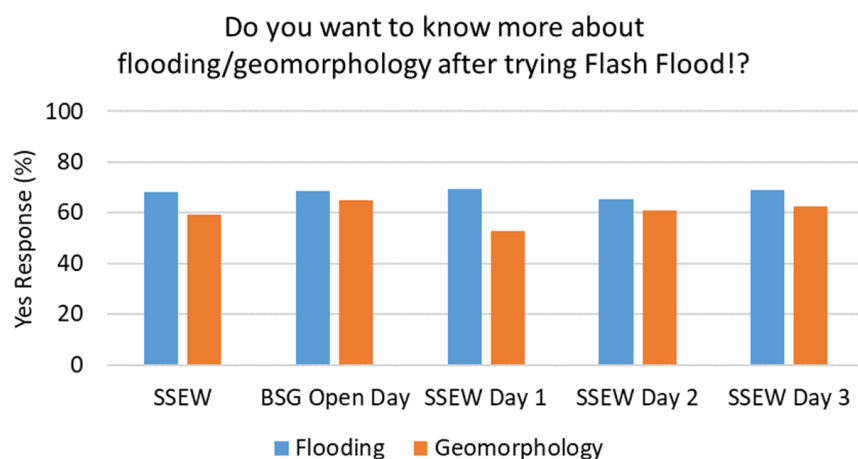 Do you want to know more about
flooding/geomorphology after trying Flash Flood!?
100
80
60
40
20
0
Yes Response (%)
SSEW BSG Open Day SSEW Day 1 SSEW Day 2 SSEW Day 3
Flooding Geomorphology